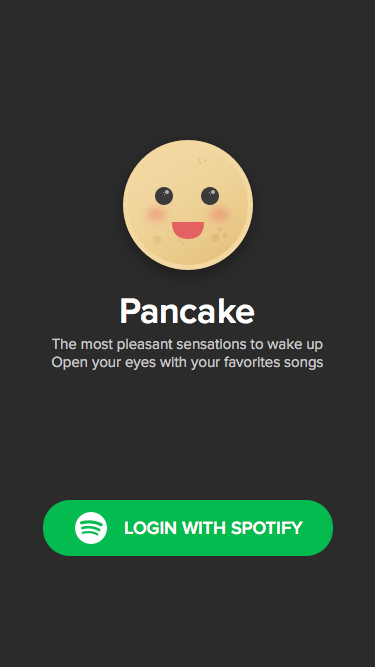 Pancake
The most pleasant sensations to wake up
Open your eyes with your favorites songs
LOGIN WITH SPOTIFY